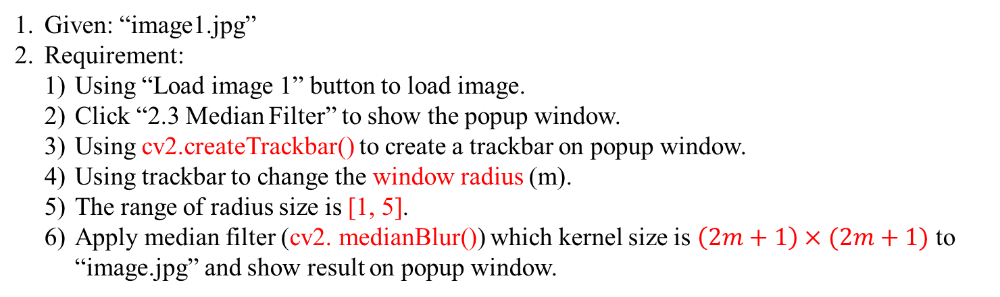 1. Given: “image1.jpg”
2. Requirement:
1) Using “Load image 1” button to load image.
2) Click “2.3 Median Filter” to show the popup window.
3) Using cv2.createTrackbar() to create a trackbar on popup window.
4) Using trackbar to change the window radius (m).
5) The range of radius size is [1, 5].
6) Apply median filter (cv2. medianBlur()) which kernel size is (2m + 1) × (2m + 1) to
“image.jpg” and show result on popup window.